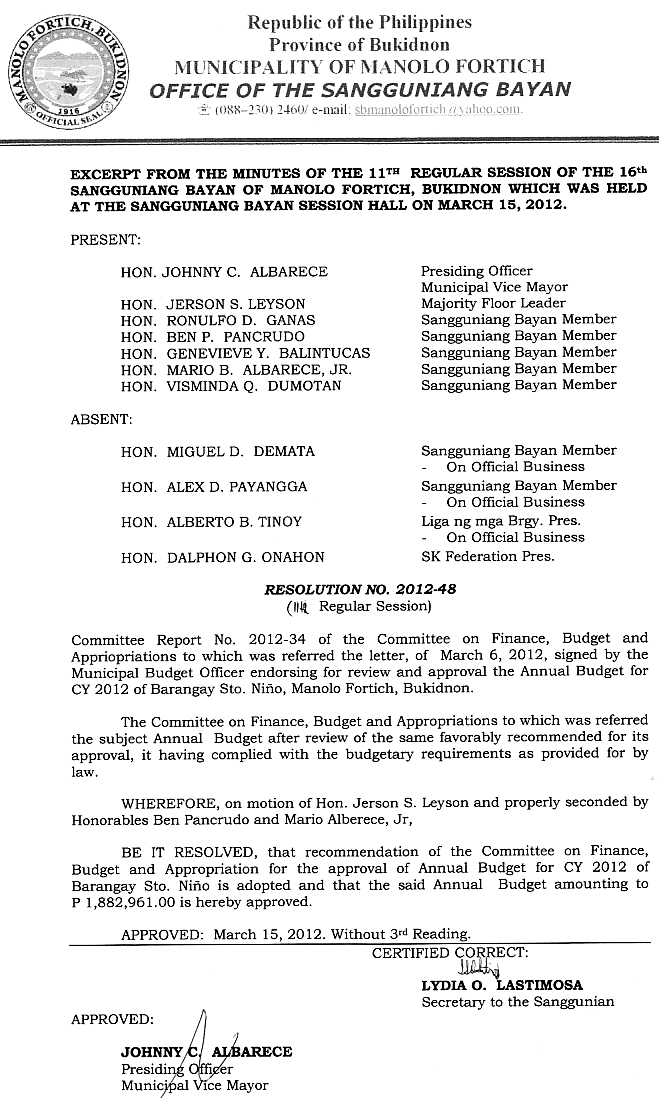 MANOLO FORTICH, BUKIDNON
1916
OFFICIAL SEAL
Republic of the Philippines
Province of Bukidnon
MUNICIPALITY OF MANOLO FORTICH
OFFICE OF THE SANGGUNIANG BAYAN
☏ (088–230) 2460/ e-mail: sbmanolofortich@yahoo.com.
EXCERPT FROM THE MINUTES OF THE 11TH REGULAR SESSION OF THE 16th
SANGGUNIANG BAYAN OF MANOLO FORTICH, BUKIDNON WHICH WAS HELD
AT THE SANGGUNIANG BAYAN SESSION HALL ON MARCH 15, 2012.
PRESENT:
HON. JOHNNY C. ALBARECE Presiding Officer
Municipal Vice Mayor
HON. JERSON S. LEYSON Majority Floor Leader
HON. RONULFO D. GANAS Sangguniang Bayan Member
HON. BEN P. PANCRUDO Sangguniang Bayan Member
HON. GENEVIEVE Y. BALINTUCAS Sangguniang Bayan Member
HON. MARIO B. ALBARECE, JR. Sangguniang Bayan Member
HON. VISMINDA Q. DUMOTAN Sangguniang Bayan Member
ABSENT:
HON. MIGUEL D. DEMATA Sangguniang Bayan Member
- On Official Business
HON. ALEX D. PAYANGGA Sangguniang Bayan Member
- On Official Business
HON. ALBERTO B. TINOY Liga ng mga Brgy. Pres.
- On Official Business
HON. DALPHON G. ONAHON SK Federation Pres.
RESOLUTION NO. 2012-48
(11th Regular Session)
Committee Report No. 2012-34 of the Committee on Finance, Budget and
Appriopriations to which was referred the letter, of March 6, 2012, signed by the
Municipal Budget Officer endorsing for review and approval the Annual Budget for
CY 2012 of Barangay Sto. Niño, Manolo Fortich, Bukidnon.
The Committee on Finance, Budget and Appropriations to which was referred
the subject Annual Budget after review of the same favorably recommended for its
approval, it having complied with the budgetary requirements as provided for by
law.
WHEREFORE, on motion of Hon. Jerson S. Leyson and properly seconded by
Honorables Ben Pancrudo and Mario Alberece, Jr,
BE IT RESOLVED, that recommendation of the Committee on Finance,
Budget and Appropriation for the approval of Annual Budget for CY 2012 of
Barangay Sto. Niño is adopted and that the said Annual Budget amounting to
P 1,882,961.00 is hereby approved.
APPROVED: March 15, 2012. Without 3rd Reading.
CERTIFIED CORRECT:
LYDIA O. LASTIMOSA
Secretary to the Sanggunian
APPROVED:
JOHNNY C. ALBARECE
Presiding Officer
Municipal Vice Mayor